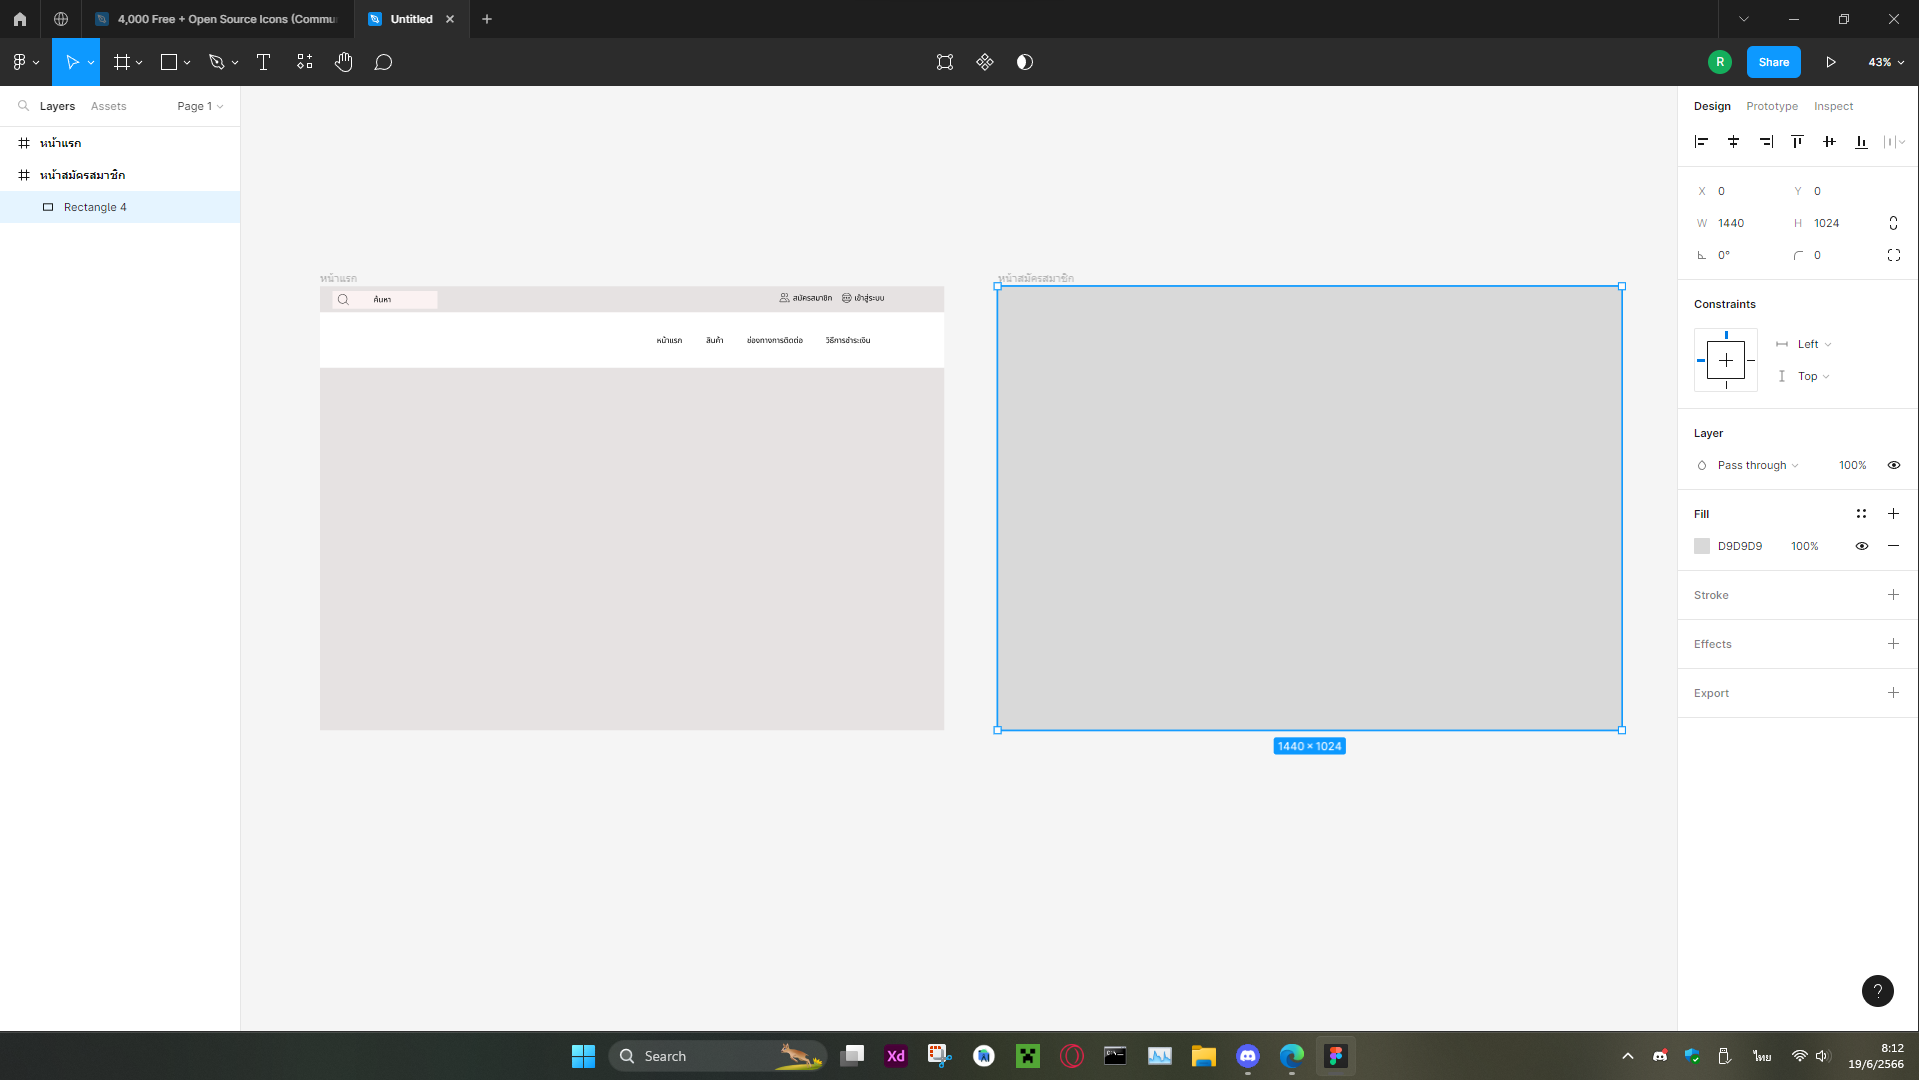 4,000 Free + Open Source Icons (Commu
Untitled
Share
43%
R
Layers
Assets
Page 1
หน้าแรก
หน้าสมัครสมาชิก
Rectangle 4
หน้าแรก
ค้นหา
สมัครสมาชิก
เข้าสู่ระบบ
หน้าแรก
สินค้า
ช่องทางการติดต่อ
วิธีการชำระเงิน
หน้าสมัครสมาชิก
1440 × 1024
Design
Prototype
Inspect
X 0
Y 0
W 1440
H 1024
0°
0
Constraints
Left
Top
Layer
Pass through
100%
Fill
D9D9D9
100%
Stroke
Effects
Export
?
Search
Xd
ไทย
8:12
19/6/2566